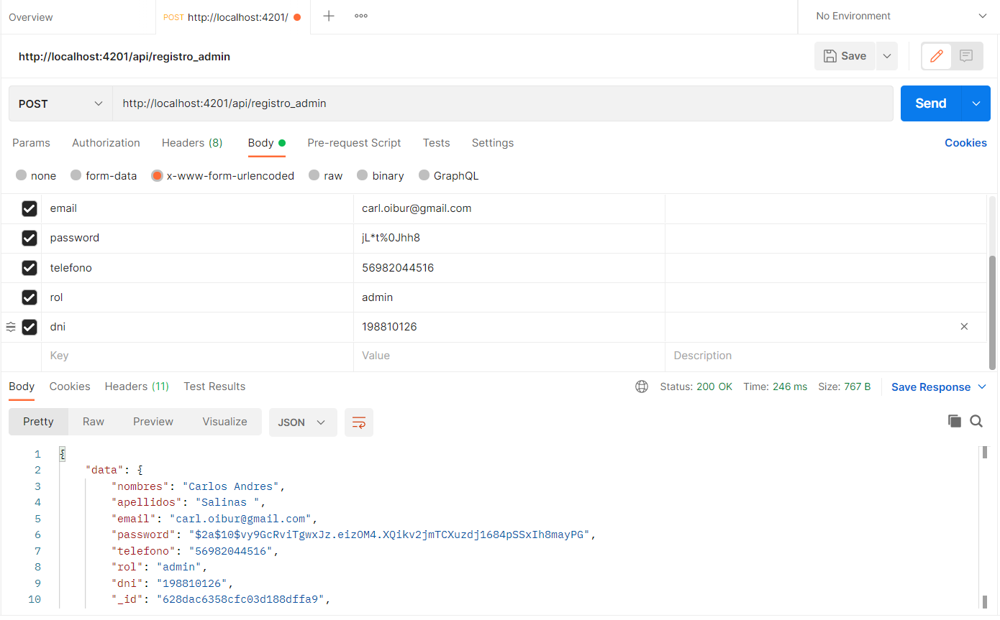 Overview
POST http://localhost:4201/
No Environment
http://localhost:4201/api/registro_admin
Save
POST
http://localhost:4201/api/registro_admin
Send
Params Authorization Headers (8) Body Pre-request Script Tests Settings Cookies
none form-data x-www-form-urlencoded raw binary GraphQL
email carl.oibur@gmail.com
password jL*t%0Jhh8
telefono 56982044516
rol admin
dni 198810126
Key Value Description
Body Cookies Headers (11) Test Results Status: 200 OK Time: 246 ms Size: 767 B Save Response
Pretty Raw Preview Visualize JSON
1 {
2 "data": {
3 "nombres": "Carlos Andres",
4 "apellidos": "Salinas ",
5 "email": "carl.oibur@gmail.com",
6 "password": "$2a$10$vy9GcRviTgwxJz.eizOM4.XQikv2jmTCXuzdj1684pSSxIh8mayPG",
7 "telefono": "56982044516",
8 "rol": "admin",
9 "dni": "198810126",
10 "_id": "628dac6358cfc03d188dffa9",